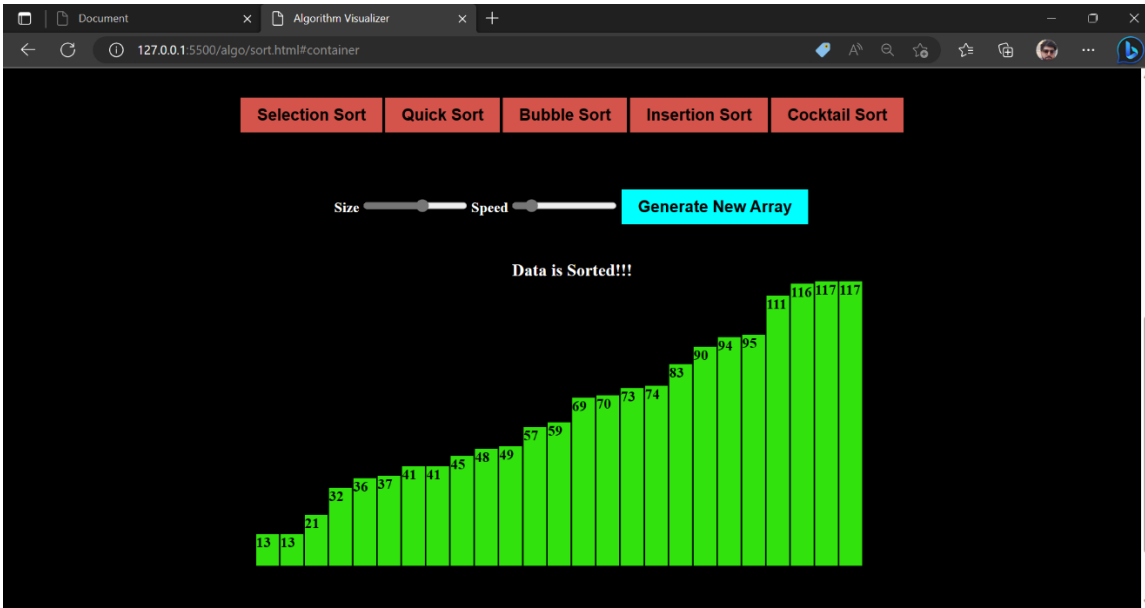 Document
Algorithm Visualizer
127.0.0.1:5500/algo/sort.html#container
Selection Sort Quick Sort Bubble Sort Insertion Sort Cocktail Sort
Size Speed Generate New Array
Data is Sorted!!!
13 13 21 32 36 37 41 41 45 48 49 57 59 69 70 73 74 83 90 94 95 111 116 117 117